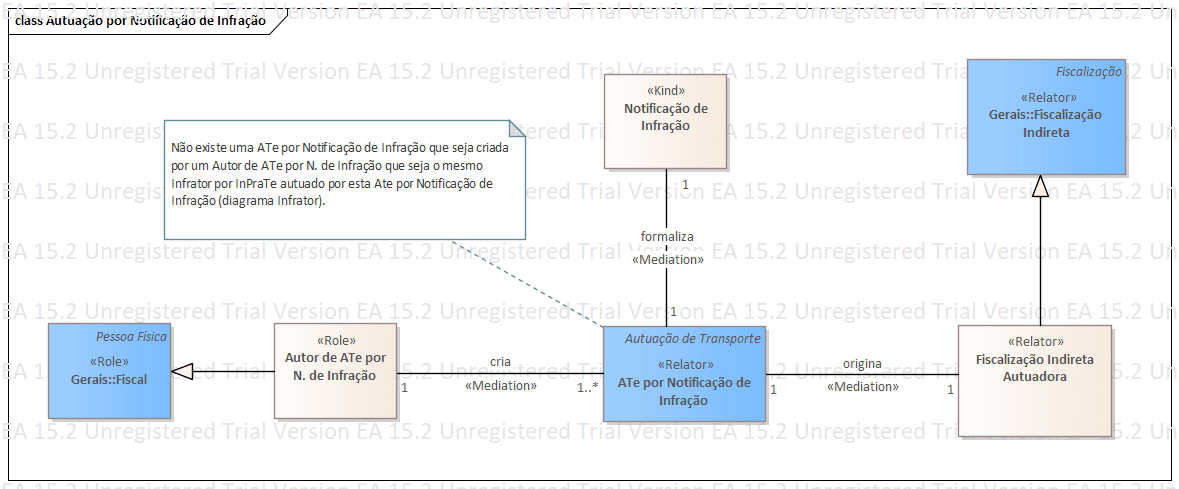 class Autuação por Notificação de Infração
EA 15.2 Unregistered Trial Version EA 15.2 Unregistered Trial Version EA 15.2 Unregistered Trial Version EA 15.2 Un
Fiscalização
«Relator»
Gerais::Fiscalização
Indireta
«Kind»
Notificação de
Infração
1
Não existe uma ATe por Notificação de Infração que seja criada
por um Autor de ATe por N. de Infração que seja o mesmo
Infrator por InPraTe autuado por esta Ate por Notificação de
Infração (diagrama Infrator).
formaliza
«Mediation»
1
Pessoa Física
«Role»
Gerais::Fiscal
«Role»
Autor de ATe por
N. de Infração
cria
«Mediation»
1
1..*
Autuação de Transporte
«Relator»
ATe por Notificação de
Infração
origina
«Mediation»
1
1
«Relator»
Fiscalização Indireta
Autuadora